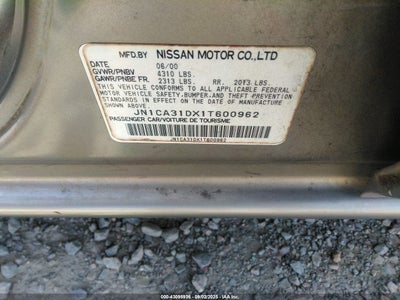 MFD.BY NISSAN MOTOR CO.,LTD
06/00
GVWR/PNBV 4310 LBS.
GAWR/PNBE FR. 2313 LBS. RR. 2013 LBS.
THIS VEHICLE CONFORMS TO ALL APPLICABLE FEDERAL
MOTOR VEHICLE SAFETY,BUMPER,AND THEFT PREVENTION
STANDARDS IN EFFECT ON THE DATE OF MANUFACTURE
SHOWN ABOVE.
JN1CA31DX1T600962
PASSENGER CAR/VOITURE DE TOURISME
JN1CA31DX1T600962